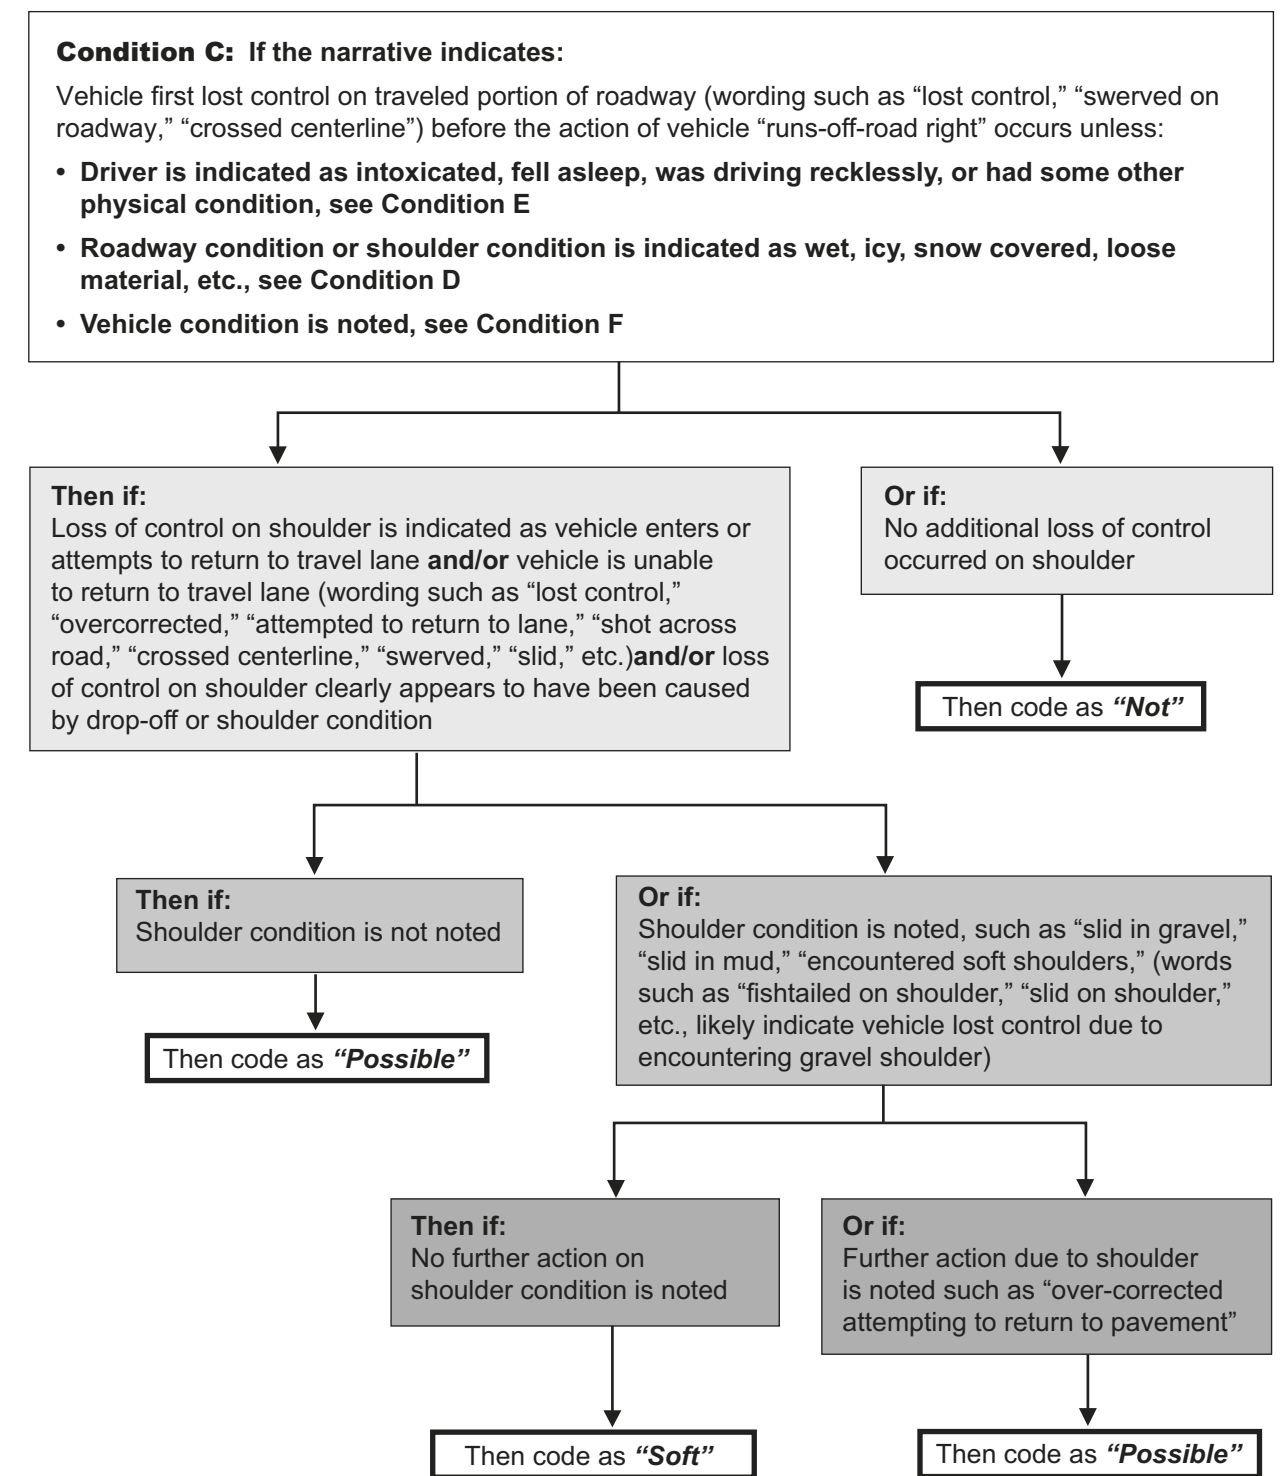 Condition C: If the narrative indicates:
Vehicle first lost control on traveled portion of roadway (wording such as “lost control,” “swerved on
roadway,” “crossed centerline”) before the action of vehicle “runs-off-road right” occurs unless:
• Driver is indicated as intoxicated, fell asleep, was driving recklessly, or had some other
physical condition, see Condition E
• Roadway condition or shoulder condition is indicated as wet, icy, snow covered, loose
material, etc., see Condition D
• Vehicle condition is noted, see Condition F
Then if:
Loss of control on shoulder is indicated as vehicle enters or
attempts to return to travel lane and/or vehicle is unable
to return to travel lane (wording such as “lost control,”
“overcorrected,” “attempted to return to lane,” “shot across
road,” “crossed centerline,” “swerved,” “slid,” etc.)and/or loss
of control on shoulder clearly appears to have been caused
by drop-off or shoulder condition
Or if:
No additional loss of control
occurred on shoulder
Then code as “Not”
Then if:
Shoulder condition is not noted
Then code as “Possible”
Or if:
Shoulder condition is noted, such as “slid in gravel,”
“slid in mud,” “encountered soft shoulders,” (words
such as “fishtailed on shoulder,” “slid on shoulder,”
etc., likely indicate vehicle lost control due to
encountering gravel shoulder)
Then if:
No further action on
shoulder condition is noted
Then code as “Soft”
Or if:
Further action due to shoulder
is noted such as “over-corrected
attempting to return to pavement”
Then code as “Possible”